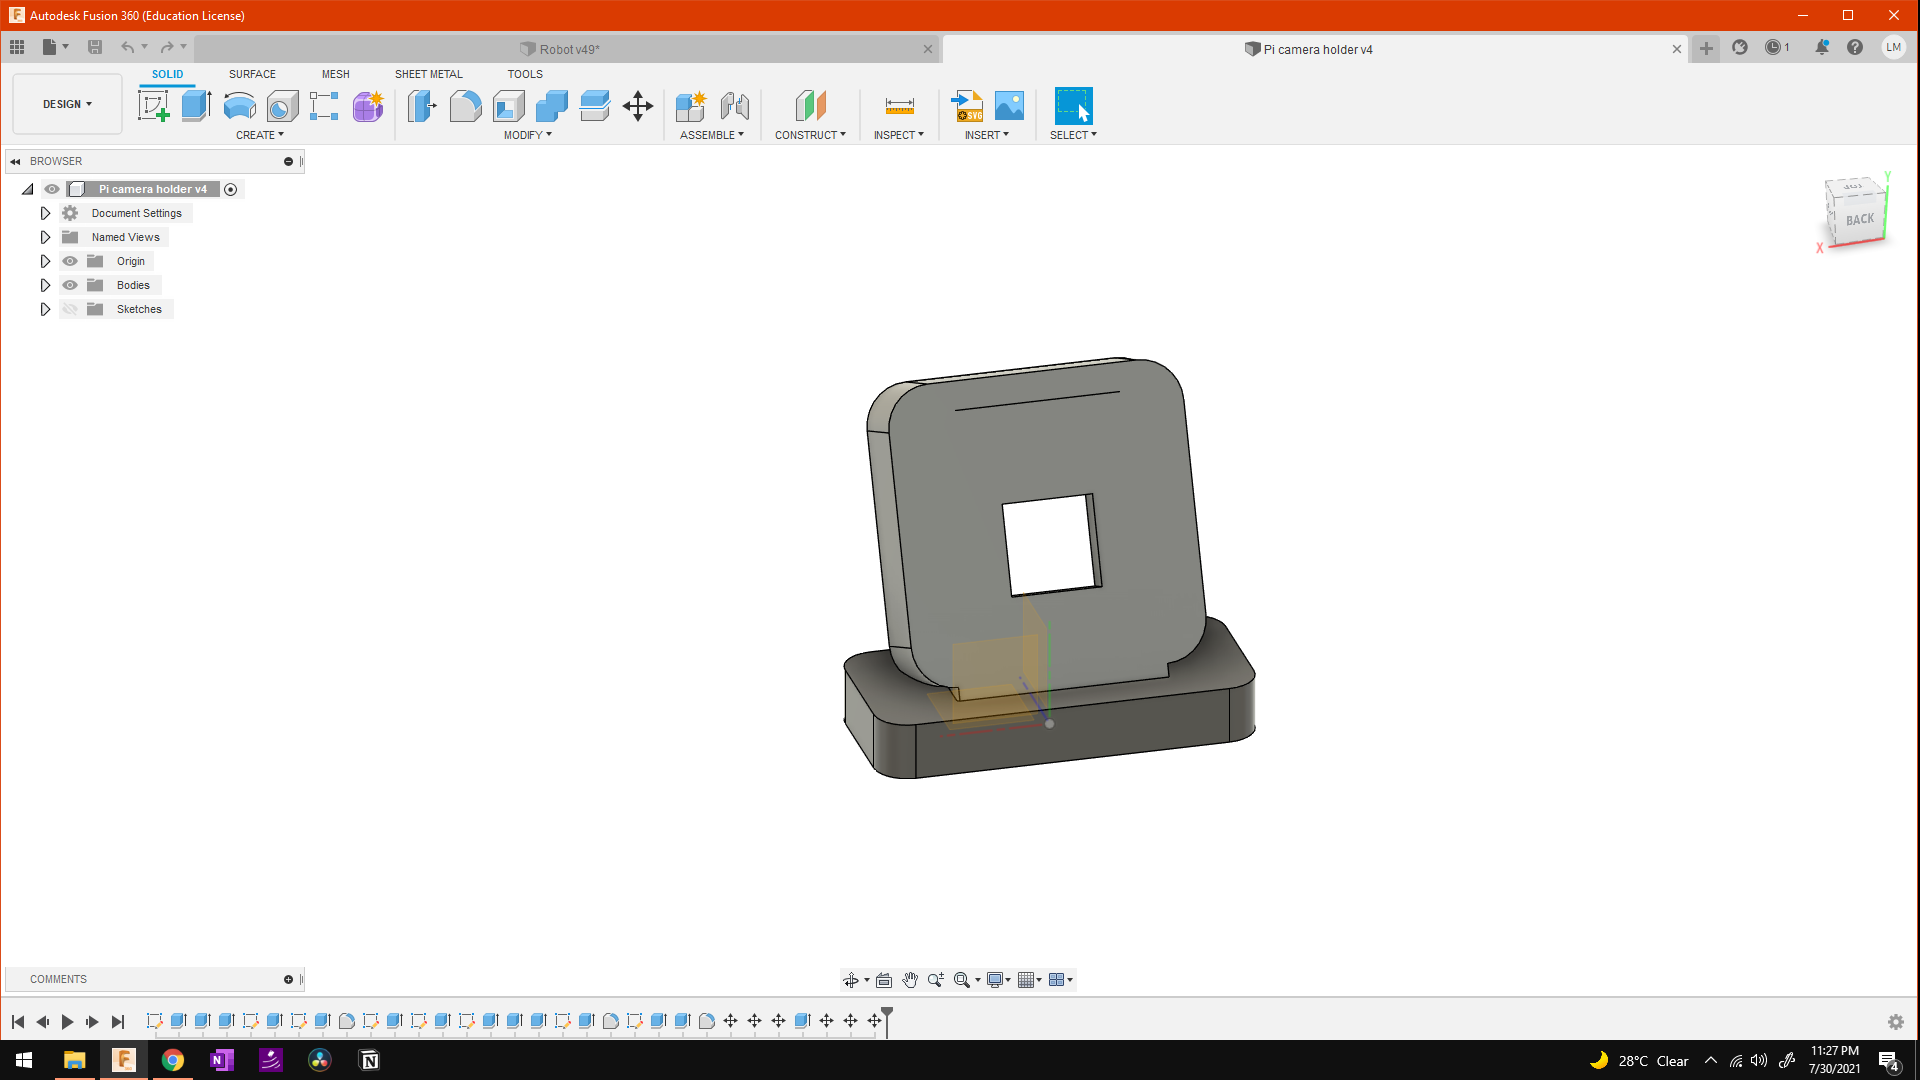 Autodesk Fusion 360 (Education License)
Robot v49*
Pi camera holder v4
1
LM
DESIGN
SOLID
SURFACE
MESH
SHEET METAL
TOOLS
SVG
CREATE
MODIFY
ASSEMBLE
CONSTRUCT
INSPECT
INSERT
SELECT
BROWSER
Pi camera holder v4
Document Settings
Named Views
Origin
Bodies
Sketches
TOP
BACK
Y
X
COMMENTS
28°C Clear
11:27 PM
7/30/2021
4